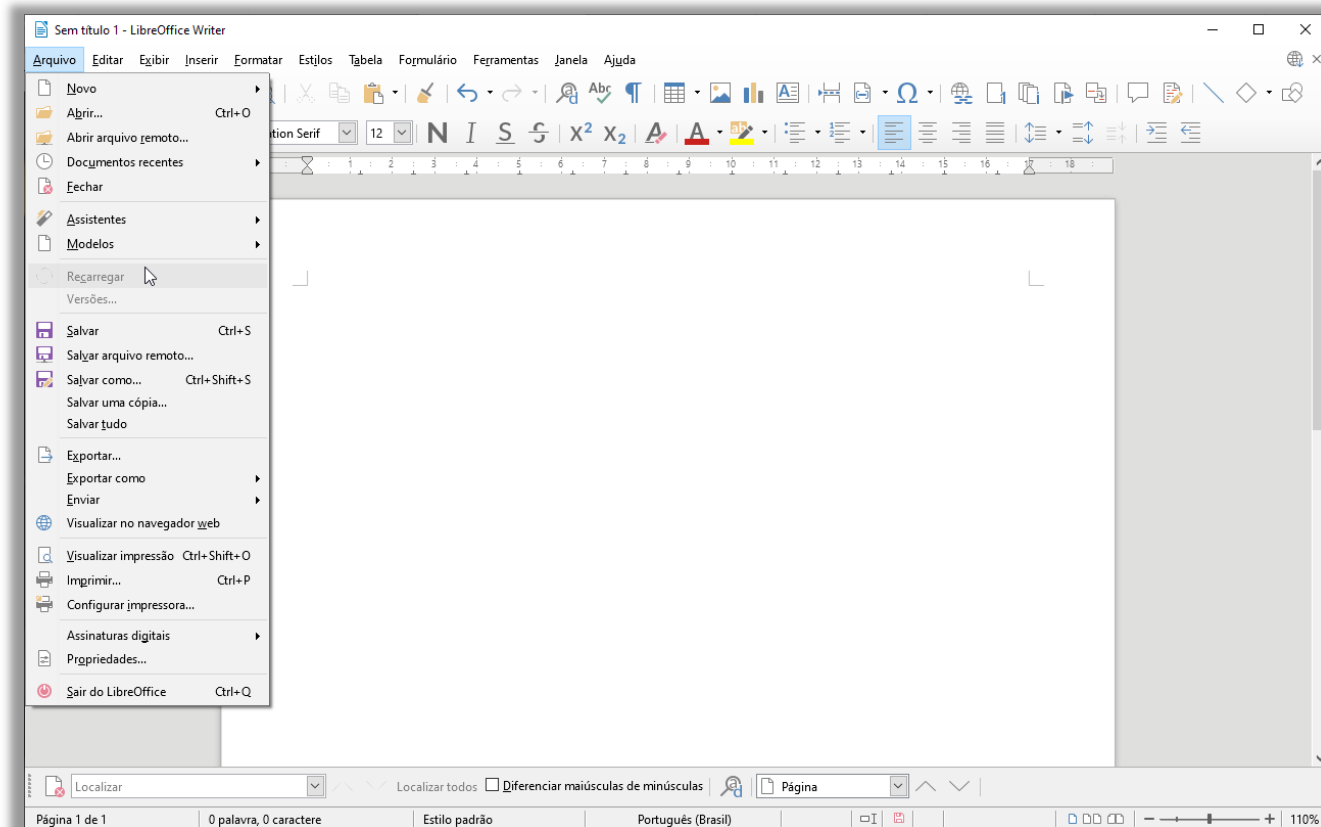 Sem título 1 - LibreOffice Writer
Arquivo Editar Exibir Inserir Formatar Estilos Tabela Formulário Ferramentas Janela Ajuda
Novo
Abrir... Ctrl+O
Abrir arquivo remoto...
Documentos recentes
Fechar
Assistentes
Modelos
Recarregar
Versões...
Salvar Ctrl+S
Salvar arquivo remoto...
Salvar como... Ctrl+Shift+S
Salvar uma cópia...
Salvar tudo
Exportar...
Exportar como
Enviar
Visualizar no navegador web
Visualizar impressão Ctrl+Shift+O
Imprimir... Ctrl+P
Configurar impressora...
Assinaturas digitais
Propriedades...
Sair do LibreOffice Ctrl+Q
Abc
tion Serif 12 N I S S X² X₂ A A
1 2 3 4 5 6 7 8 9 10 11 12 13 14 15 16 17 18
Localizar Localizar todos Diferenciar maiúsculas de minúsculas Página
Página 1 de 1 0 palavra, 0 caractere Estilo padrão Português (Brasil) 110%